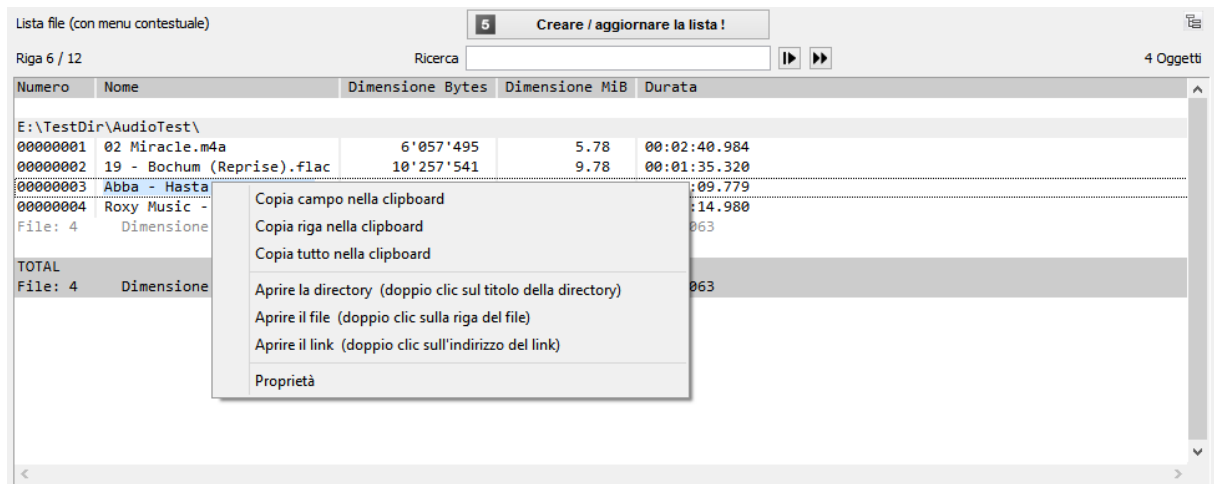 Lista file (con menu contestuale) 5 Creare / aggiornare la lista !
Riga 6 / 12 Ricerca 4 Oggetti
Numero Nome Dimensione Bytes Dimensione MiB Durata
E:\TestDir\AudioTest\
00000001 02 Miracle.m4a 6'057'495 5.78 00:02:40.984
00000002 19 - Bochum (Reprise).flac 10'257'541 9.78 00:01:35.320
00000003 Abba - Hasta :09.779
00000004 Roxy Music - :14.980
File: 4 Dimensione 063
TOTAL
File: 4 Dimensione 063
Copia campo nella clipboard
Copia riga nella clipboard
Copia tutto nella clipboard
Aprire la directory (doppio clic sul titolo della directory)
Aprire il file (doppio clic sulla riga del file)
Aprire il link (doppio clic sull'indirizzo del link)
Proprietà